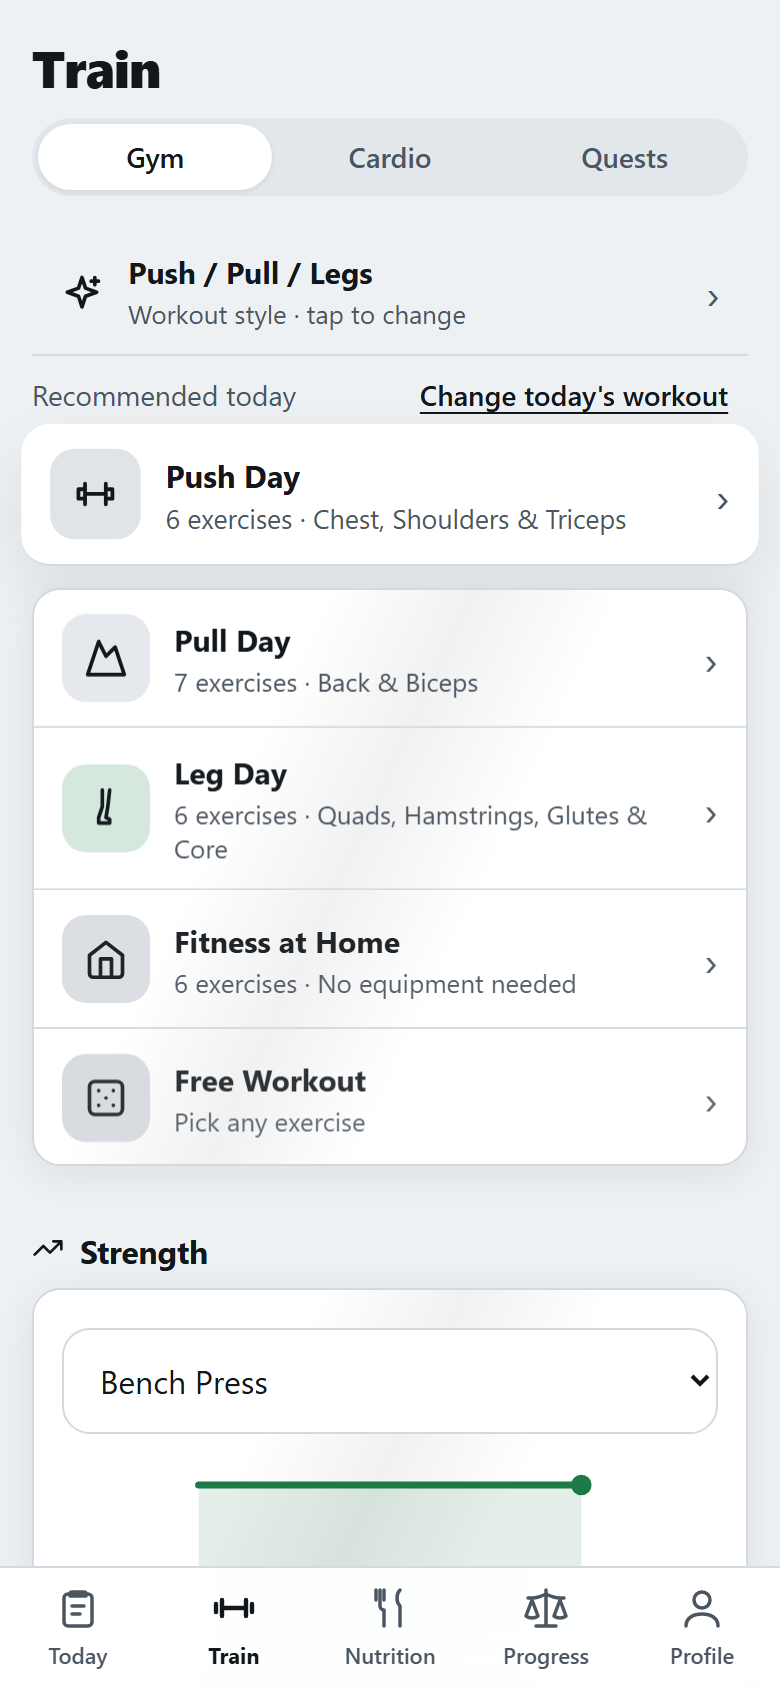 Train
Gym
Cardio
Quests
Push / Pull / Legs
Workout style · tap to change
Recommended today
Change today's workout
Push Day
6 exercises · Chest, Shoulders & Triceps
Pull Day
7 exercises · Back & Biceps
Leg Day
6 exercises · Quads, Hamstrings, Glutes &
Core
Fitness at Home
6 exercises · No equipment needed
Free Workout
Pick any exercise
Strength
Bench Press
Today
Train
Nutrition
Progress
Profile